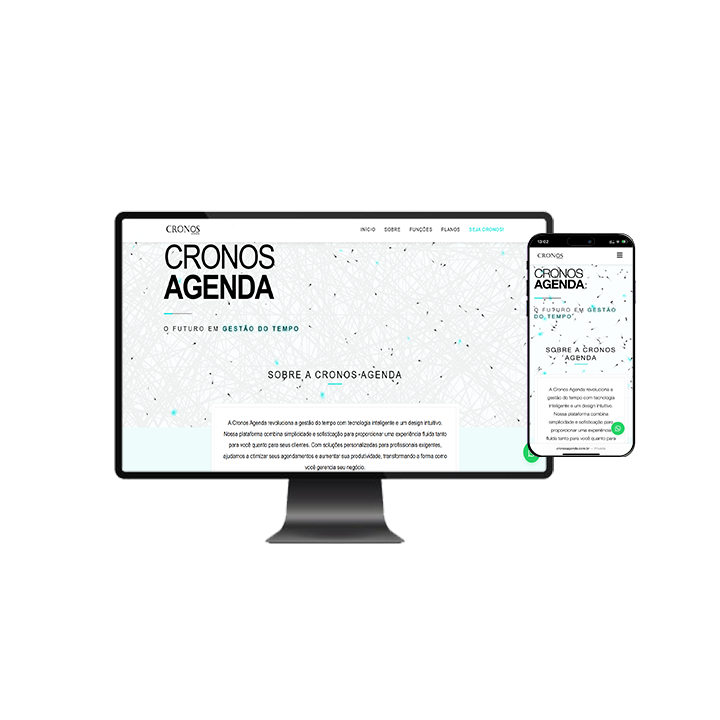 CRONOS
INÍCIO SOBRE FUNÇÕES PLANOS SEJA CRONOS!
CRONOS
AGENDA
O FUTURO EM GESTÃO DO TEMPO
SOBRE A CRONOS AGENDA
A Cronos Agenda revoluciona a gestão do tempo com tecnologia inteligente e um design intuitivo.
Nossa plataforma combina simplicidade e sofisticação para proporcionar uma experiência fluida tanto
para você quanto para seus clientes. Com soluções personalizadas para profissionais exigentes,
ajudamos a otimizar seus agendamentos e aumentar sua produtividade, transformando a forma como
você gerencia seu negócio.
13:02
CRONOS
CRONOS
AGENDA
O FUTURO EM GESTÃO
DO TEMPO
SOBRE A CRONOS
AGENDA
A Cronos Agenda revoluciona a
gestão do tempo com tecnologia
inteligente e um design intuitivo.
Nossa plataforma combina
simplicidade e sofisticação para
proporcionar uma experiência
fluida tanto para você quanto para
cronosagenda.com.br